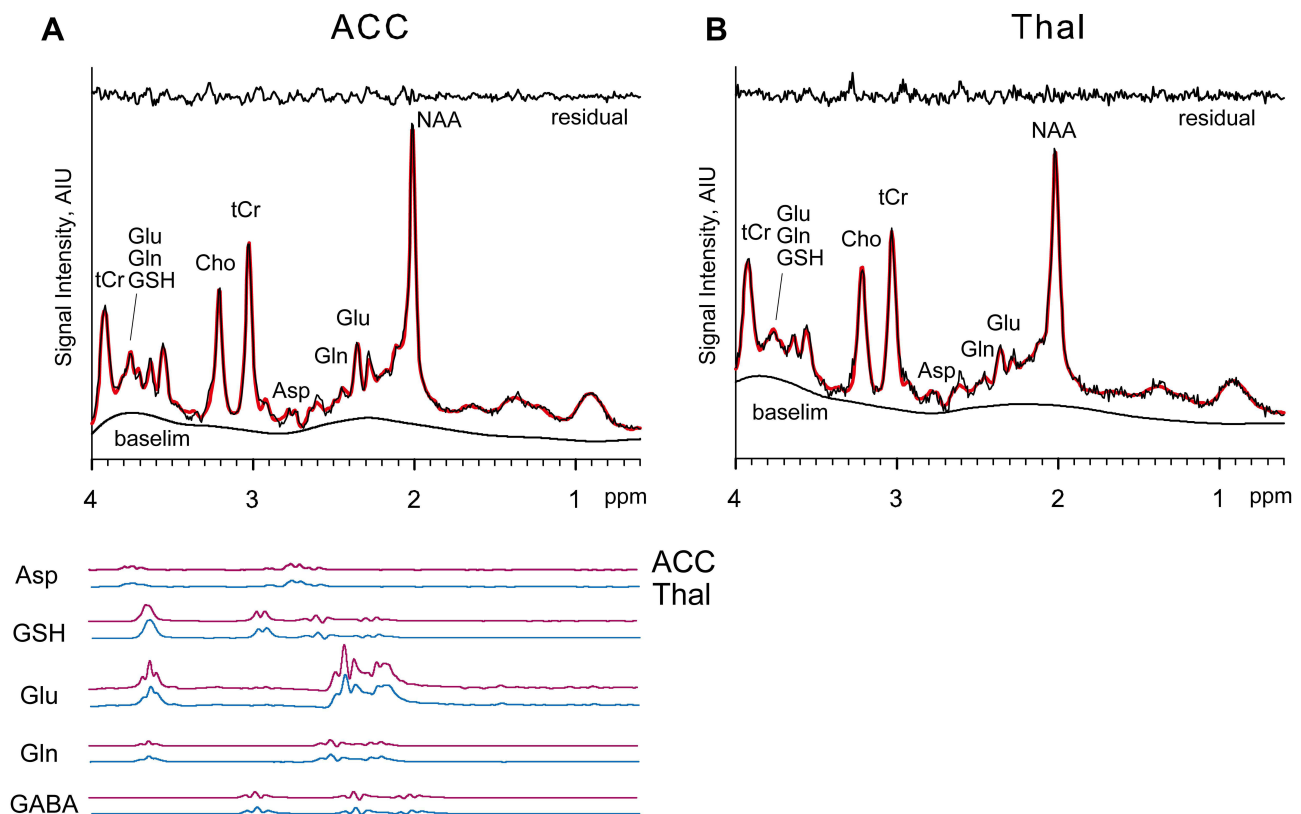 A
ACC
residual
NAA
Signal Intensity, AIU
tCr
Glu
Gln
GSH
Cho
tCr
Glu
Gln
Asp
baselim
4 3 2 1 ppm
B
Thal
residual
NAA
Signal Intensity, AIU
tCr
Glu
Gln
GSH
tCr
Cho
Glu
Gln
Asp
baselim
4 3 2 1 ppm
ACC
Thal
Asp
GSH
Glu
Gln
GABA